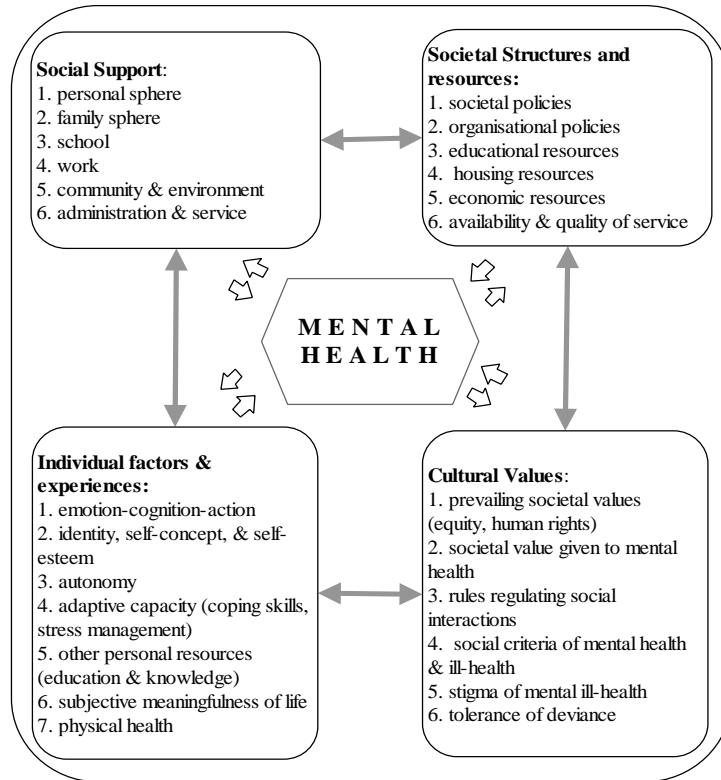 Social Support:
1. personal sphere
2. family sphere
3. school
4. work
5. community & environment
6. administration & service
Societal Structures and
resources:
1. societal policies
2. organisational policies
3. educational resources
4. housing resources
5. economic resources
6. availability & quality of service
MENTAL
HEALTH
Individual factors &
experiences:
1. emotion-cognition-action
2. identity, self-concept, & self-
esteem
3. autonomy
4. adaptive capacity (coping skills,
stress management)
5. other personal resources
(education & knowledge)
6. subjective meaningfulness of life
7. physical health
Cultural Values:
1. prevailing societal values
(equity, human rights)
2. societal value given to mental
health
3. rules regulating social
interactions
4. social criteria of mental health
& ill-health
5. stigma of mental ill-health
6. tolerance of deviance